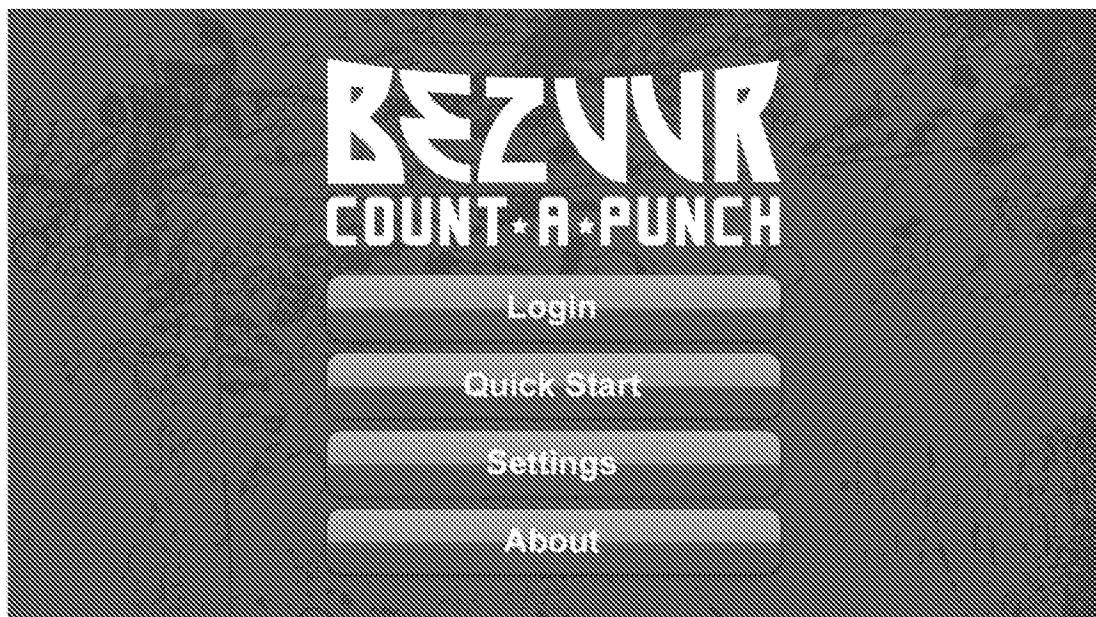 BEZVVR
COUNT★A★PUNCH
Login
Quick Start
Settings
About